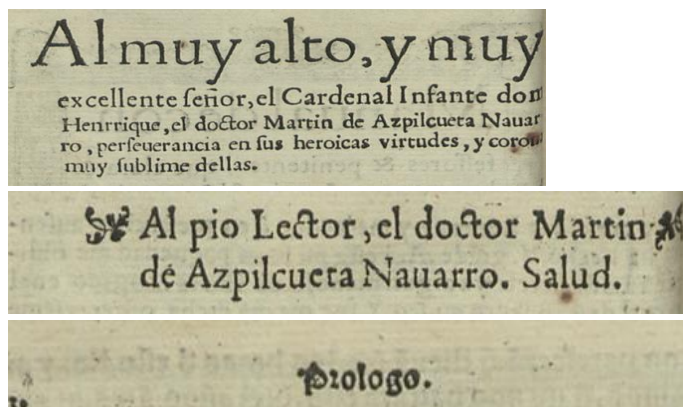 Al muy alto, y muy
excellente ſeñor, el Cardenal Infante don
Henrrique, el doctor Martin de Azpilcueta Nauar
ro, perſeuerancia en ſus heroicas virtudes, y coron
muy ſublime dellas.
Al pio Lector, el doctor Martin
de Azpilcueta Nauarro. Salud.
Prologo.